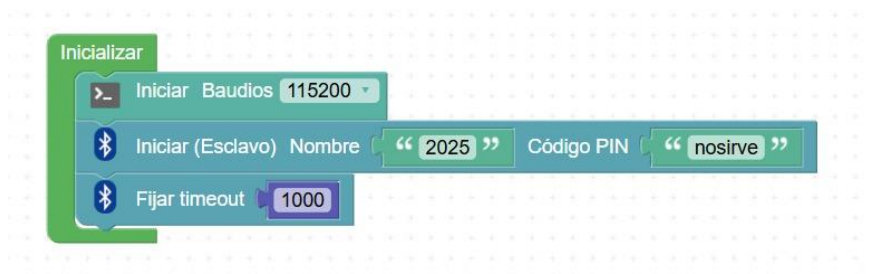 Inicializar
Iniciar Baudios 115200
Iniciar (Esclavo) Nombre “ 2025 ” Código PIN “ nosirve ”
Fijar timeout 1000